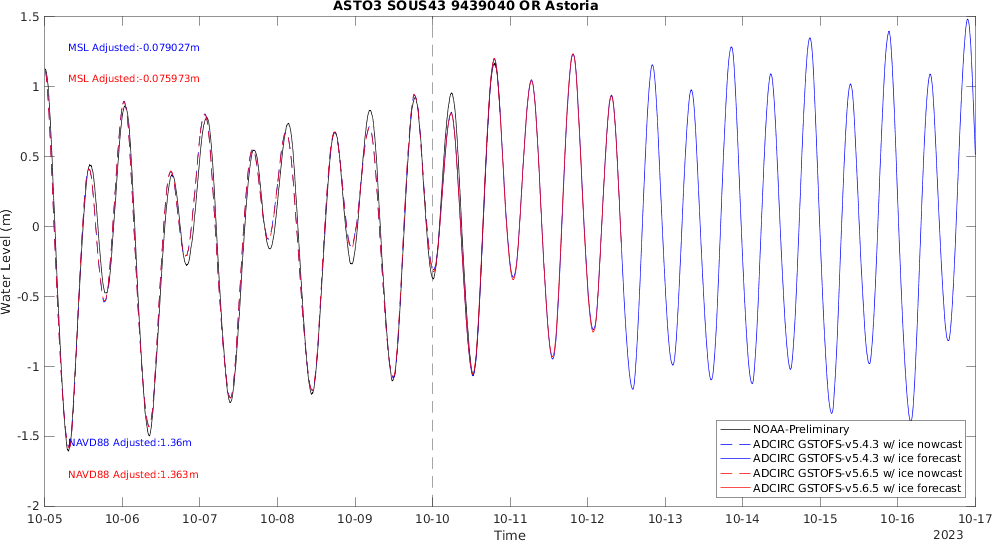 ASTO3 SOUS43 9439040 OR Astoria
1.5
1
0.5
0
-0.5
-1
-1.5
-2
Water Level (m)
MSL Adjusted:-0.079027m
MSL Adjusted:-0.075973m
NAVD88 Adjusted:1.36m
NAVD88 Adjusted:1.363m
NOAA-Preliminary
ADCIRC GSTOFS-v5.4.3 w/ ice nowcast
ADCIRC GSTOFS-v5.4.3 w/ ice forecast
ADCIRC GSTOFS-v5.6.5 w/ ice nowcast
ADCIRC GSTOFS-v5.6.5 w/ ice forecast
10-05 10-06 10-07 10-08 10-09 10-10 10-11 10-12 10-13 10-14 10-15 10-16 10-17
Time
2023